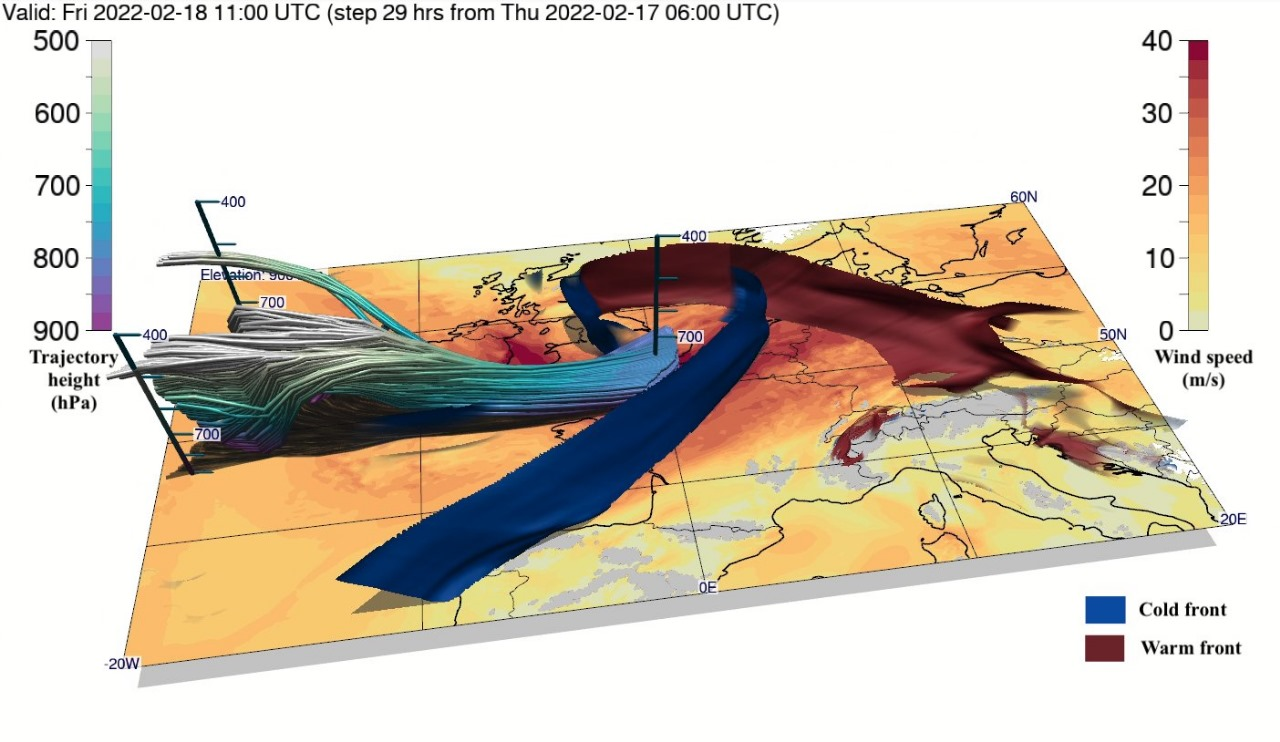 Valid: Fri 2022-02-18 11:00 UTC (step 29 hrs from Thu 2022-02-17 06:00 UTC)
500
600
700
800
900
Trajectory
height
(hPa)
40
30
20
10
0
Wind speed
(m/s)
400
Elevation: 900
700
400
700
400
700
60N
50N
20E
0E
-20W
Cold front
Warm front